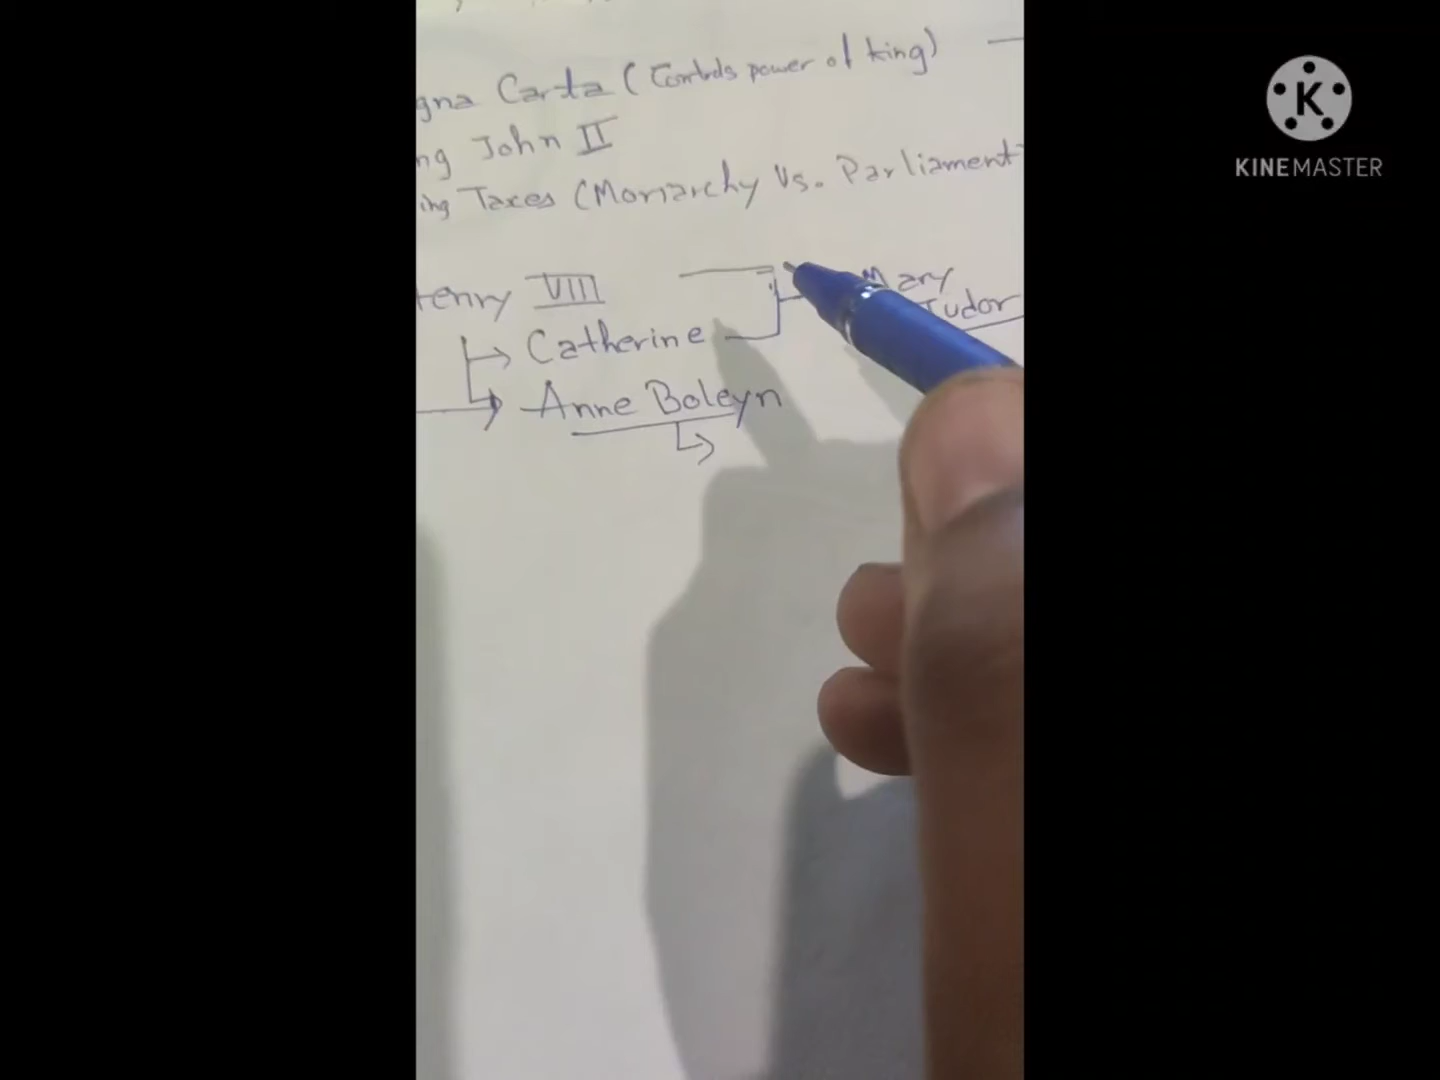 gna Carta (Controls power of king)
ng John II
ing Taxes (Monarchy Vs. Parliament
Henry VIII
Mary
Tudor
Catherine
Anne Boleyn
K
KINEMASTER